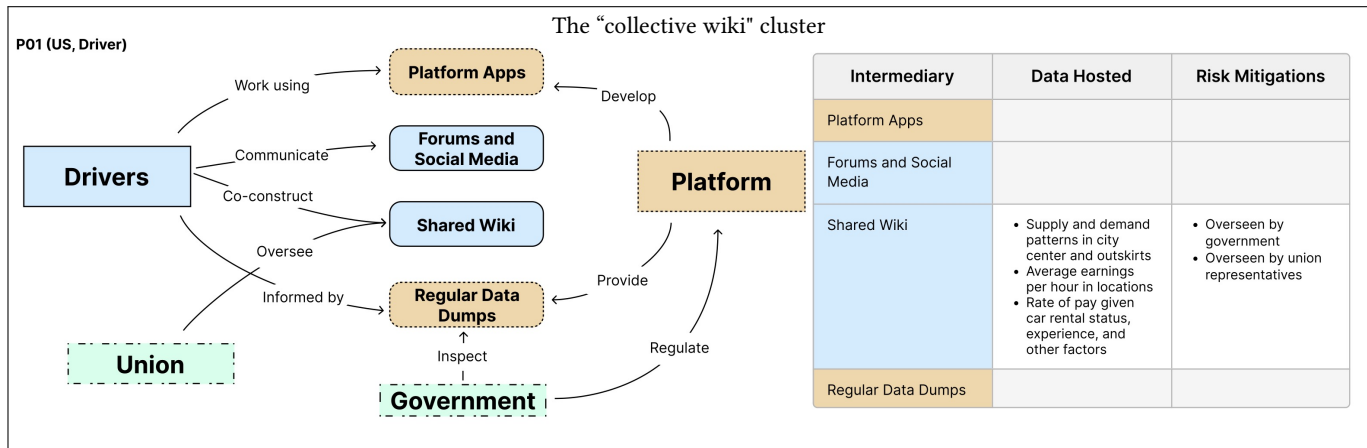 The “collective wiki" cluster
P01 (US, Driver)
Work using
Platform Apps
Develop
Communicate
Forums and
Social Media
Drivers
Platform
Co-construct
Shared Wiki
Oversee
Provide
Informed by
Regular Data
Dumps
Union
Inspect
Regulate
Government
Intermediary
Data Hosted
Risk Mitigations
Platform Apps
Forums and Social
Media
Shared Wiki
• Supply and demand
patterns in city
center and outskirts
• Average earnings
per hour in locations
• Rate of pay given
car rental status,
experience, and
other factors
• Overseen by
government
• Overseen by union
representatives
Regular Data Dumps